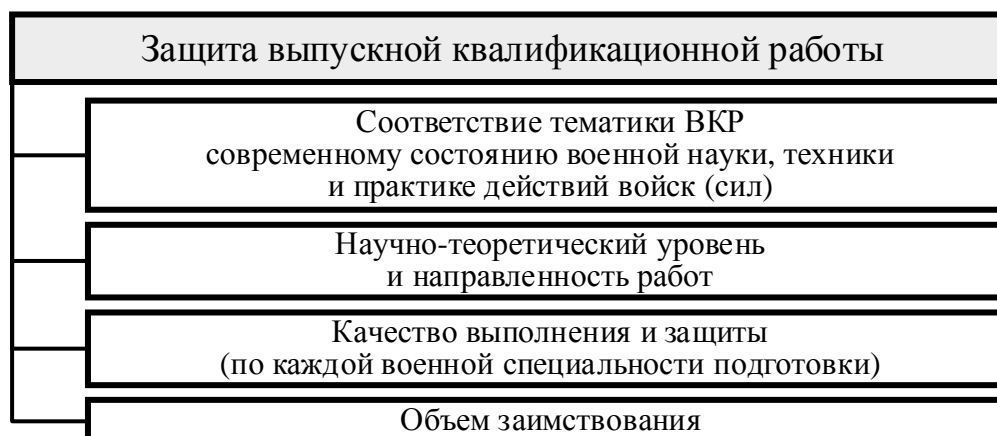 Защита выпускной квалификационной работы
Соответствие тематики ВКР
современному состоянию военной науки, техники
и практике действий войск (сил)
Научно-теоретический уровень
и направленность работ
Качество выполнения и защиты
(по каждой военной специальности подготовки)
Объем заимствования